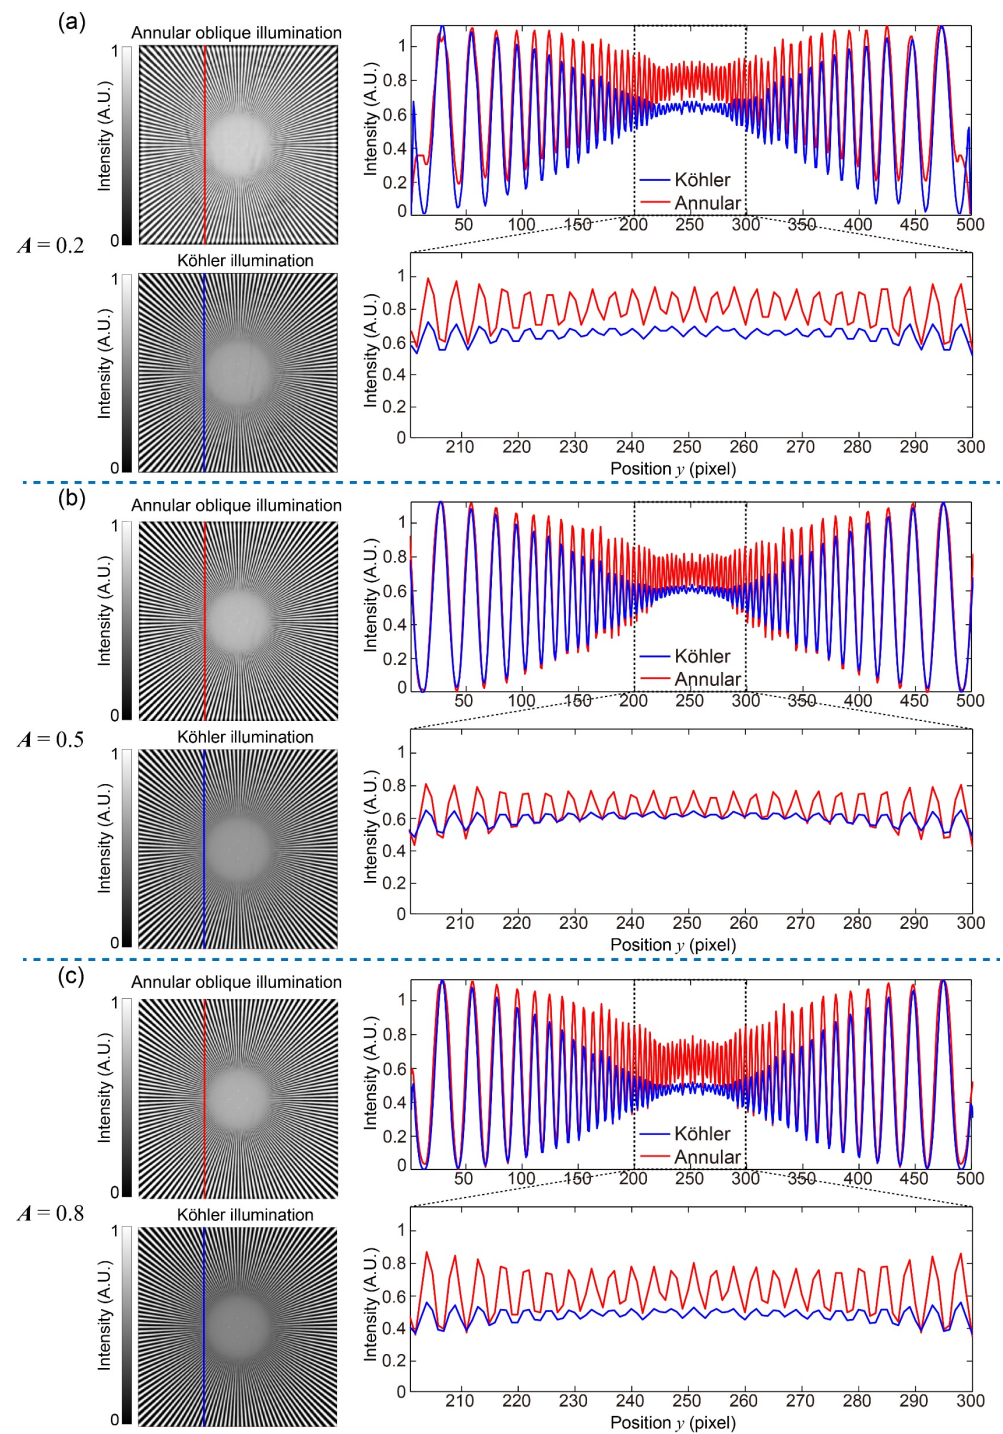 (a)
Annular oblique illumination
1
Intensity (A.U.)
0
A = 0.2
Köhler illumination
1
Intensity (A.U.)
0
Intensity (A.U.)
1
0.8
0.6
0.4
0.2
0
Köhler
Annular
50 100 150 200 250 300 350 400 450 500
Intensity (A.U.)
1
0.8
0.6
0.4
0.2
0
210 220 230 240 250 260 270 280 290 300
Position y (pixel)
(b)
Annular oblique illumination
1
Intensity (A.U.)
0
A = 0.5
Köhler illumination
1
Intensity (A.U.)
0
Intensity (A.U.)
1
0.8
0.6
0.4
0.2
0
Köhler
Annular
50 100 150 200 250 300 350 400 450 500
Intensity (A.U.)
1
0.8
0.6
0.4
0.2
0
210 220 230 240 250 260 270 280 290 300
Position y (pixel)
(c)
Annular oblique illumination
1
Intensity (A.U.)
0
A = 0.8
Köhler illumination
1
Intensity (A.U.)
0
Intensity (A.U.)
1
0.8
0.6
0.4
0.2
0
Köhler
Annular
50 100 150 200 250 300 350 400 450 500
Intensity (A.U.)
1
0.8
0.6
0.4
0.2
0
210 220 230 240 250 260 270 280 290 300
Position y (pixel)